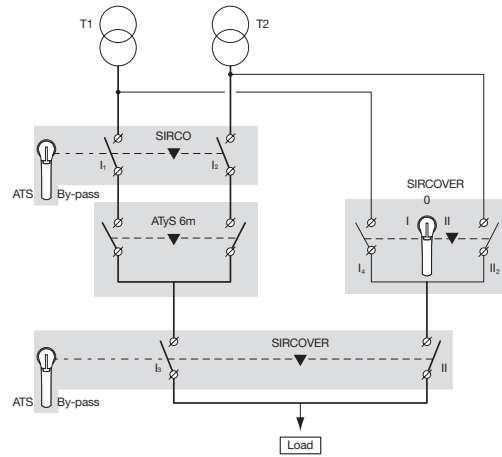 T1
T2
SIRCO
I1
I2
ATS By-pass
SIRCOVER
0
I
II
ATyS 6m
I4
II2
SIRCOVER
I3
II
ATS By-pass
Load